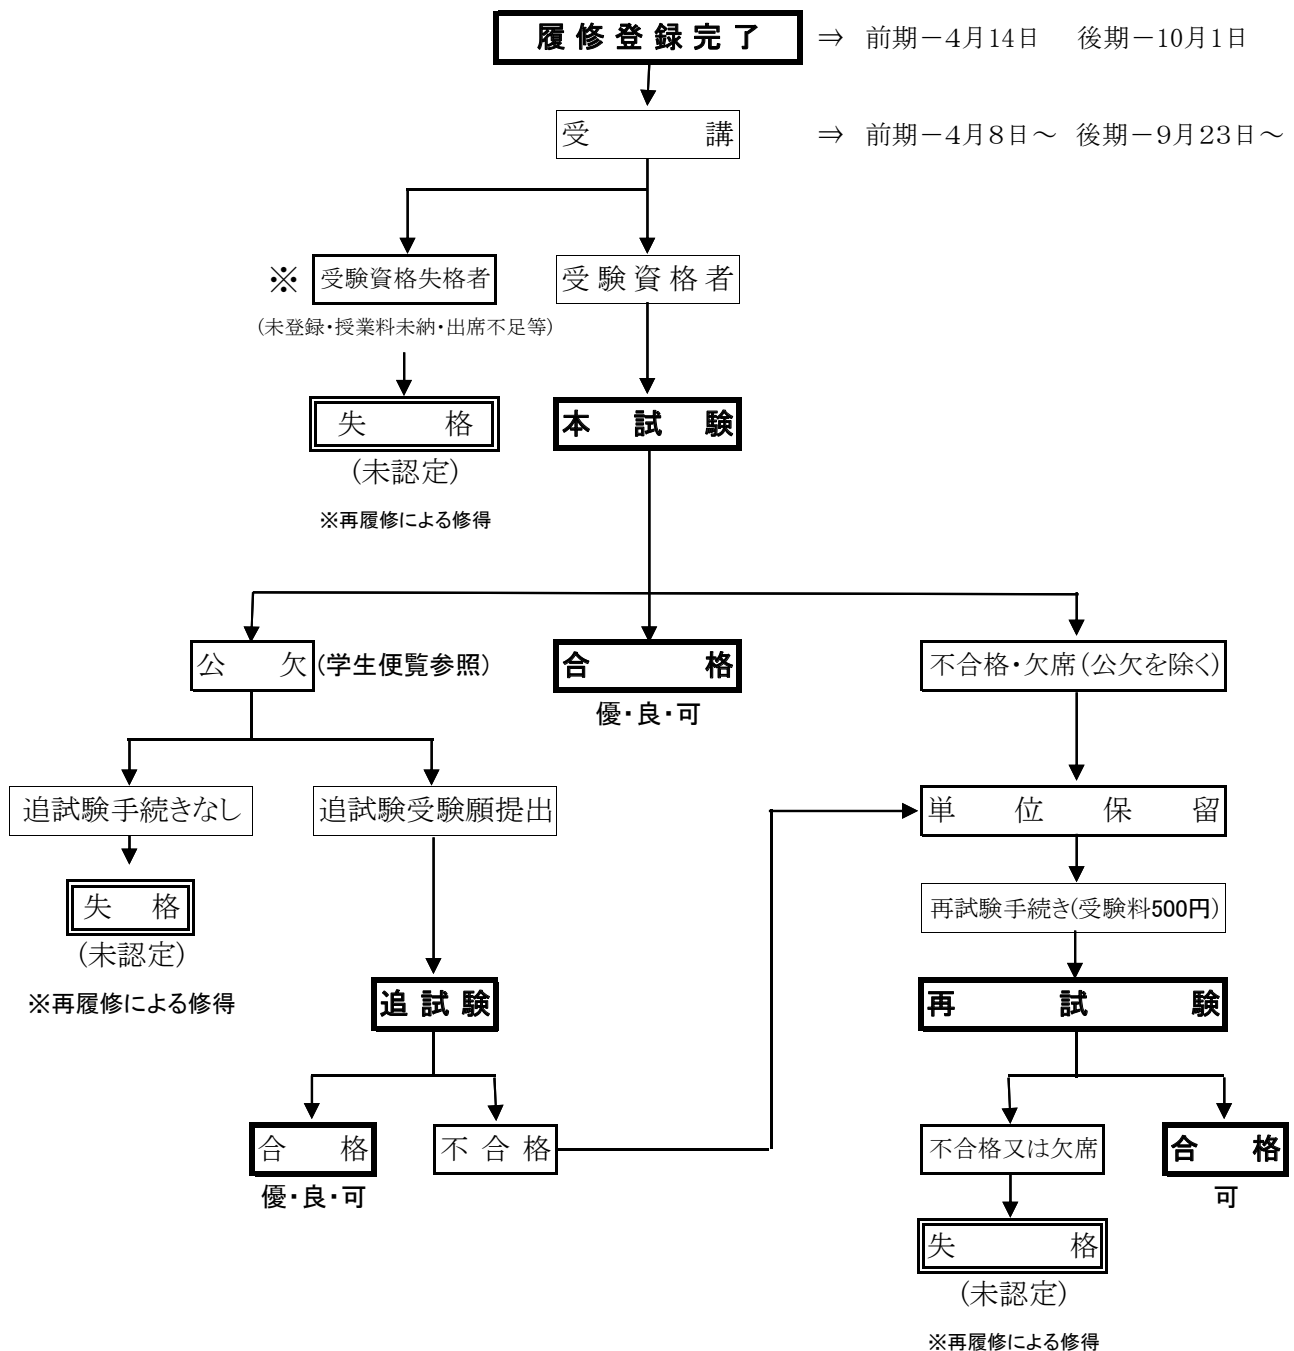 履修登録完了 ⇒ 前期－4月14日 後期－10月1日
受講 ⇒ 前期－4月8日～ 後期－9月23日～
※ 受験資格失格者 受験資格者
(未登録・授業料未納・出席不足等)
失格 本試験
(未認定)
※再履修による修得
公欠 (学生便覧参照) 合格 不合格・欠席(公欠を除く)
優・良・可
追試験手続きなし 追試験受験願提出 単位保留
失格 再試験手続き(受験料500円)
(未認定)
※再履修による修得 追試験 再試験
合格 不合格 不合格又は欠席 合格
優・良・可 可
失格
(未認定)
※再履修による修得